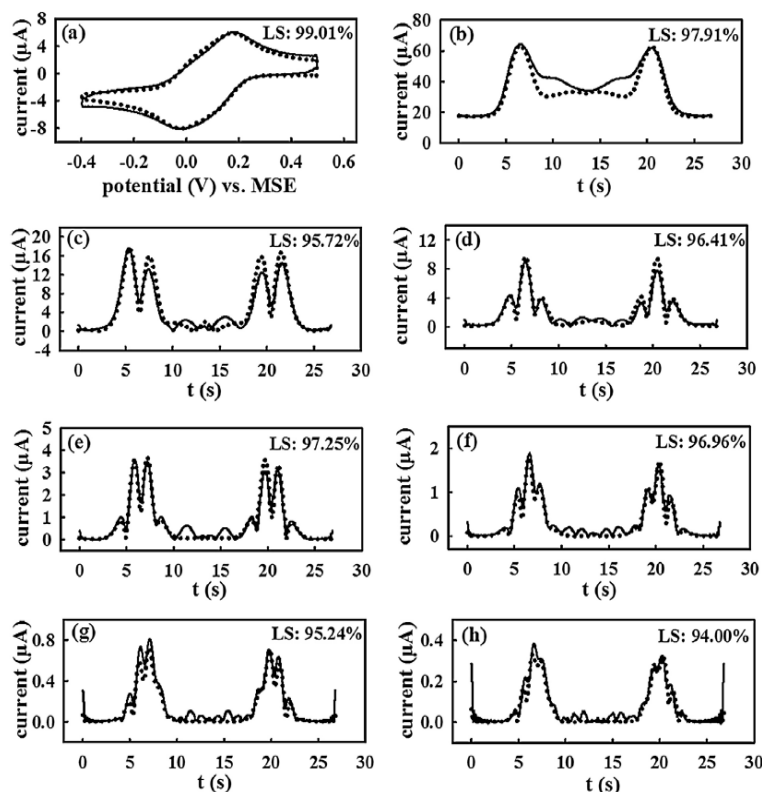 (a) LS: 99.01%
current (µA)
8
4
0
-4
-8
-0.4 -0.2 0.0 0.2 0.4 0.6
potential (V) vs. MSE
(b) LS: 97.91%
current (µA)
80
60
40
20
0
0 5 10 15 20 25 30
t (s)
(c) LS: 95.72%
current (µA)
20
16
12
8
4
0
-4
0 5 10 15 20 25 30
t (s)
(d) LS: 96.41%
current (µA)
12
8
4
0
0 5 10 15 20 25 30
t (s)
(e) LS: 97.25%
current (µA)
5
4
3
2
1
0
0 5 10 15 20 25 30
t (s)
(f) LS: 96.96%
current (µA)
2
1
0
0 5 10 15 20 25 30
t (s)
(g) LS: 95.24%
current (µA)
0.8
0.4
0.0
0 5 10 15 20 25 30
t (s)
(h) LS: 94.00%
current (µA)
0.4
0.2
0.0
0 5 10 15 20 25 30
t (s)